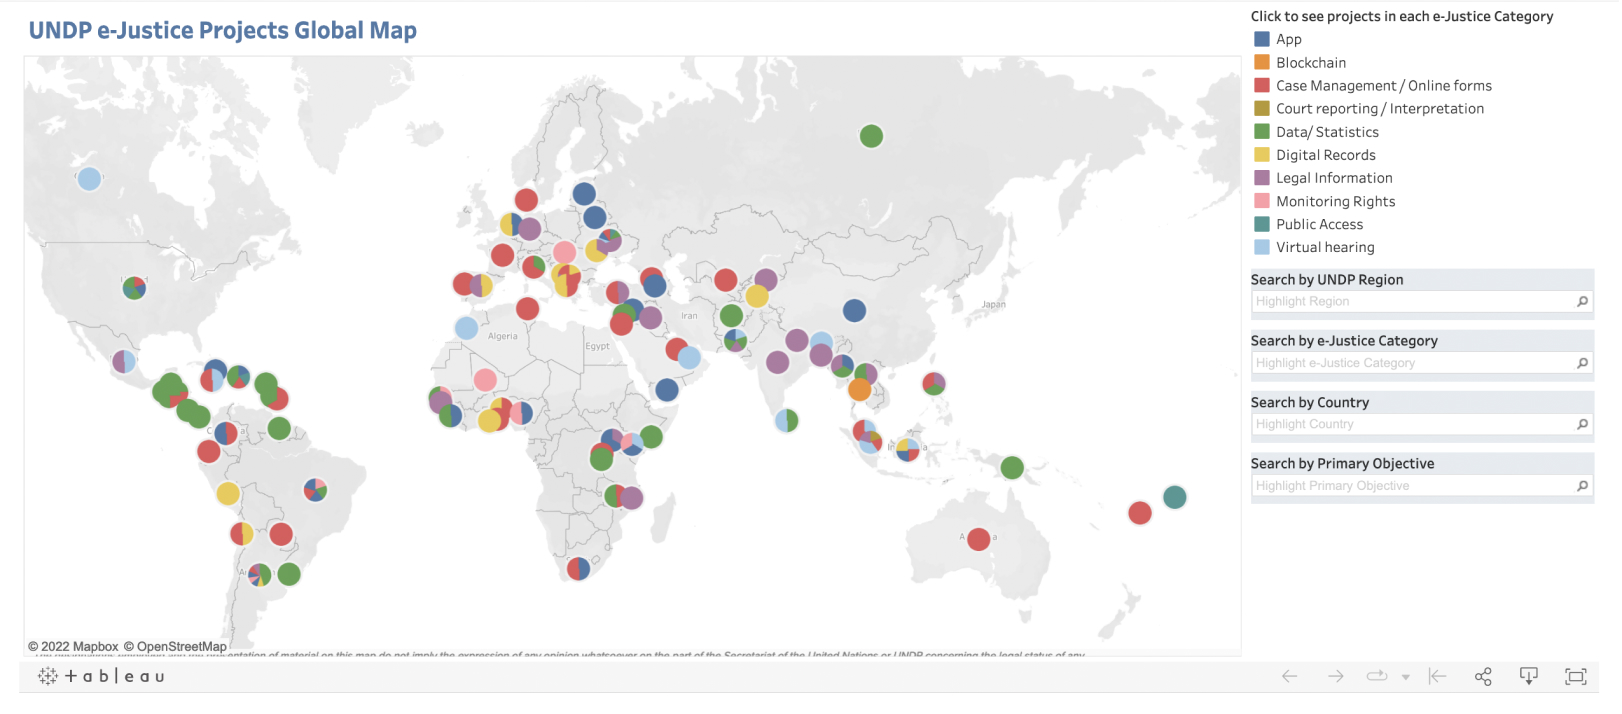 UNDP e-Justice Projects Global Map
Click to see projects in each e-Justice Category
App
Blockchain
Case Management / Online forms
Court reporting / Interpretation
Data/ Statistics
Digital Records
Legal Information
Monitoring Rights
Public Access
Virtual hearing
Search by UNDP Region
Highlight Region
Search by e-Justice Category
Highlight e-Justice Category
Search by Country
Highlight Country
Search by Primary Objective
Highlight Primary Objective
Japan
Iran
Algeria
Egypt
© 2022 Mapbox © OpenStreetMap
of material on this map do not imply the expression of any opinion whatsoever on the part of the Secretariat of the United Nations or UNDP concerning the legal status of any
+ableau